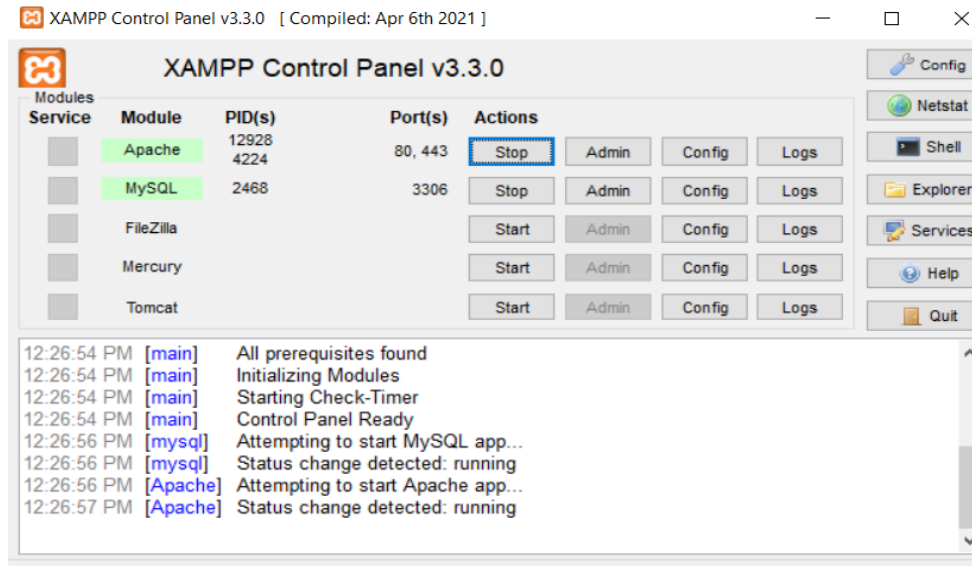 XAMPP Control Panel v3.3.0 [ Compiled: Apr 6th 2021 ]
XAMPP Control Panel v3.3.0
Config
Modules
Service Module PID(s) Port(s) Actions
Netstat
Apache 12928 4224 80, 443 Stop Admin Config Logs
Shell
MySQL 2468 3306 Stop Admin Config Logs
Explorer
FileZilla Start Admin Config Logs
Services
Mercury Start Admin Config Logs
Help
Tomcat Start Admin Config Logs
Quit
12:26:54 PM [main] All prerequisites found
12:26:54 PM [main] Initializing Modules
12:26:54 PM [main] Starting Check-Timer
12:26:54 PM [main] Control Panel Ready
12:26:56 PM [mysql] Attempting to start MySQL app...
12:26:56 PM [mysql] Status change detected: running
12:26:56 PM [Apache] Attempting to start Apache app...
12:26:57 PM [Apache] Status change detected: running